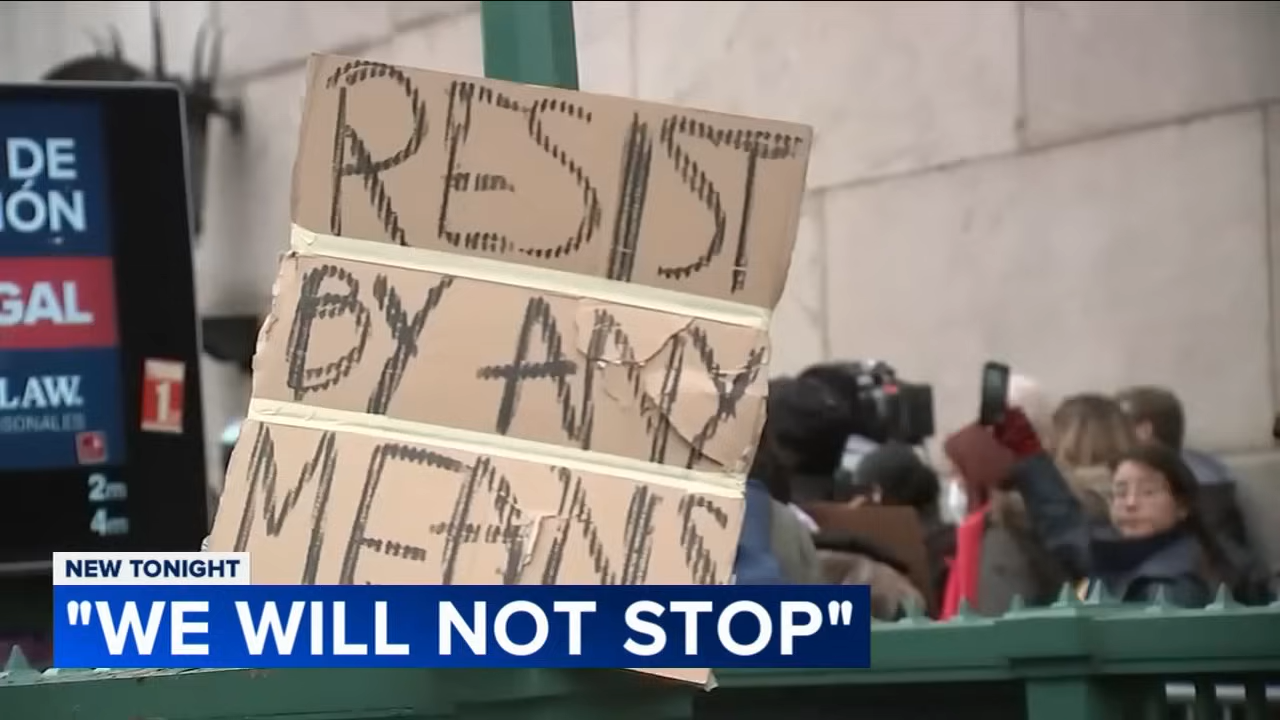 RESIST
BY ANY
MEANS
DE
IÓN
GAL
LAW.
SONALES
1
2m
4m
NEW TONIGHT
"WE WILL NOT STOP"